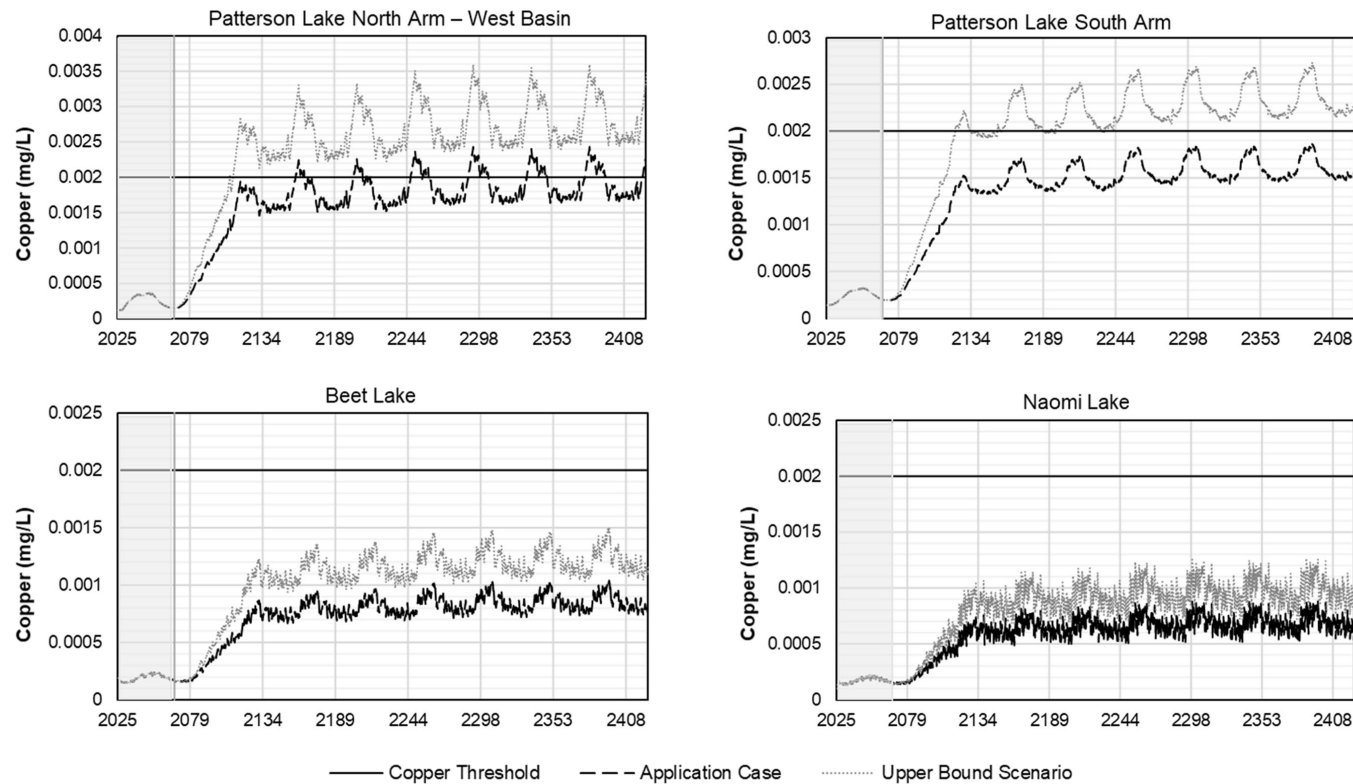 Patterson Lake North Arm – West Basin
Copper (mg/L)
0.004
0.0035
0.003
0.0025
0.002
0.0015
0.001
0.0005
0
2025 2079 2134 2189 2244 2298 2353 2408
Patterson Lake South Arm
Copper (mg/L)
0.003
0.0025
0.002
0.0015
0.001
0.0005
0
2025 2079 2134 2189 2244 2298 2353 2408
Beet Lake
Copper (mg/L)
0.0025
0.002
0.0015
0.001
0.0005
0
2025 2079 2134 2189 2244 2298 2353 2408
Naomi Lake
Copper (mg/L)
0.0025
0.002
0.0015
0.001
0.0005
0
2025 2079 2134 2189 2244 2298 2353 2408
Copper Threshold Application Case Upper Bound Scenario